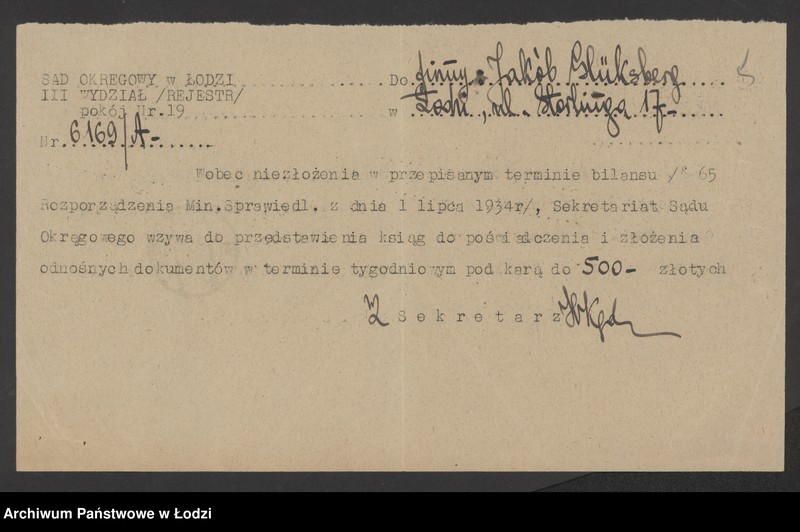 SĄD OKRĘGOWY w ŁODZI
III WYDZIAŁ /REJESTR/
pokój Nr.19
Nr. 6169/A-
Do firmy: Jakób Glüksberg
w Łodzi, ul. Sterlinga 17-
Wobec niezłożenia w przepisanym terminie bilansu /§ 65
Rozporządzenia Min.Sprawiedl. z dnia 1 lipca 1934r/, Sekretariat Sądu
Okręgowego wzywa do przedstawienia ksiąg do poświadczenia i złożenia
odnośnych dokumentów w terminie tygodniowym pod karą do 500- złotych
Sekretarz
Archiwum Państwowe w Łodzi